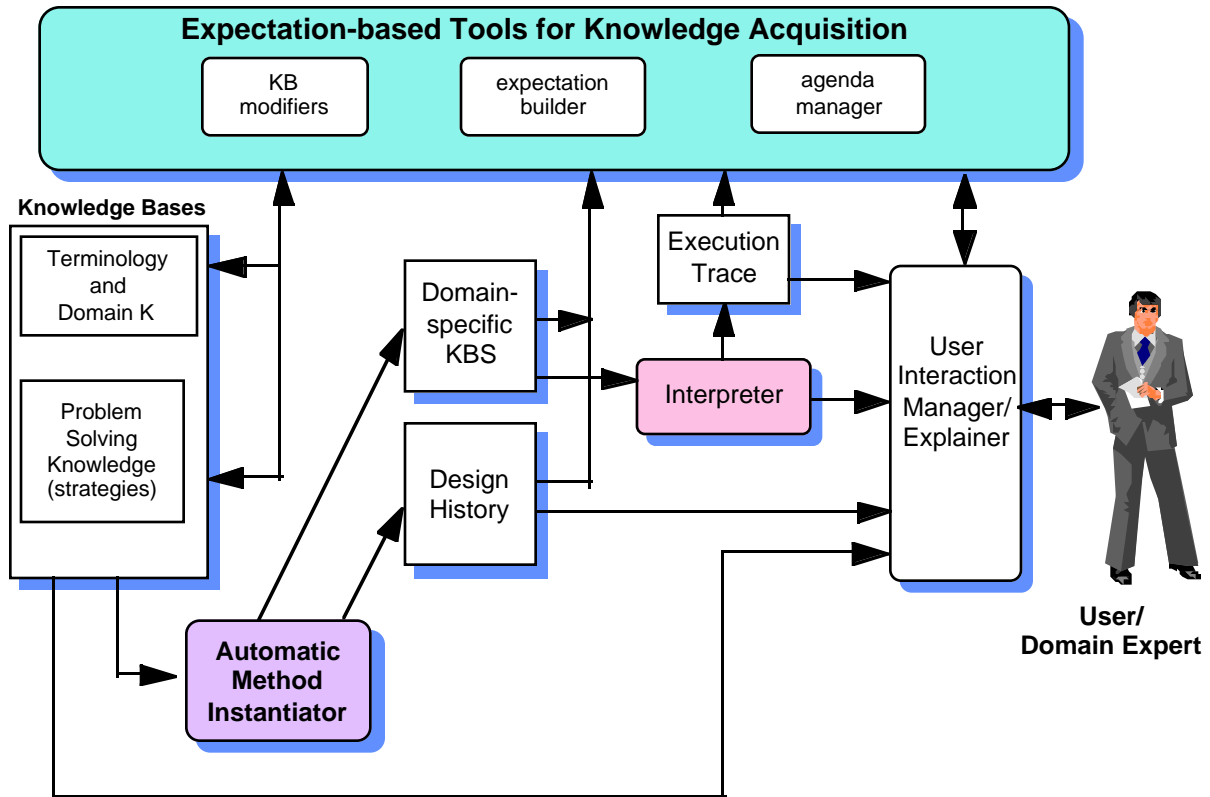 Expectation-based Tools for Knowledge Acquisition
KB
modifiers
expectation
builder
agenda
manager
Knowledge Bases
Terminology
and
Domain K
Problem
Solving
Knowledge
(strategies)
Domain-
specific
KBS
Design
History
Execution
Trace
Interpreter
User
Interaction
Manager/
Explainer
Automatic
Method
Instantiator
User/
Domain Expert